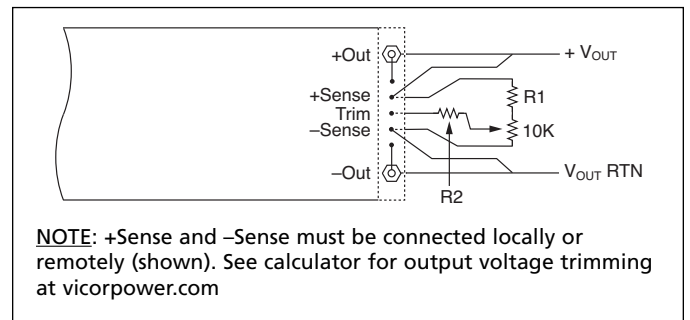 +Out
+ VOUT
+Sense
R1
Trim
10K
–Sense
–Out
VOUT RTN
R2
NOTE: +Sense and –Sense must be connected locally or
remotely (shown). See calculator for output voltage trimming
at vicorpower.com